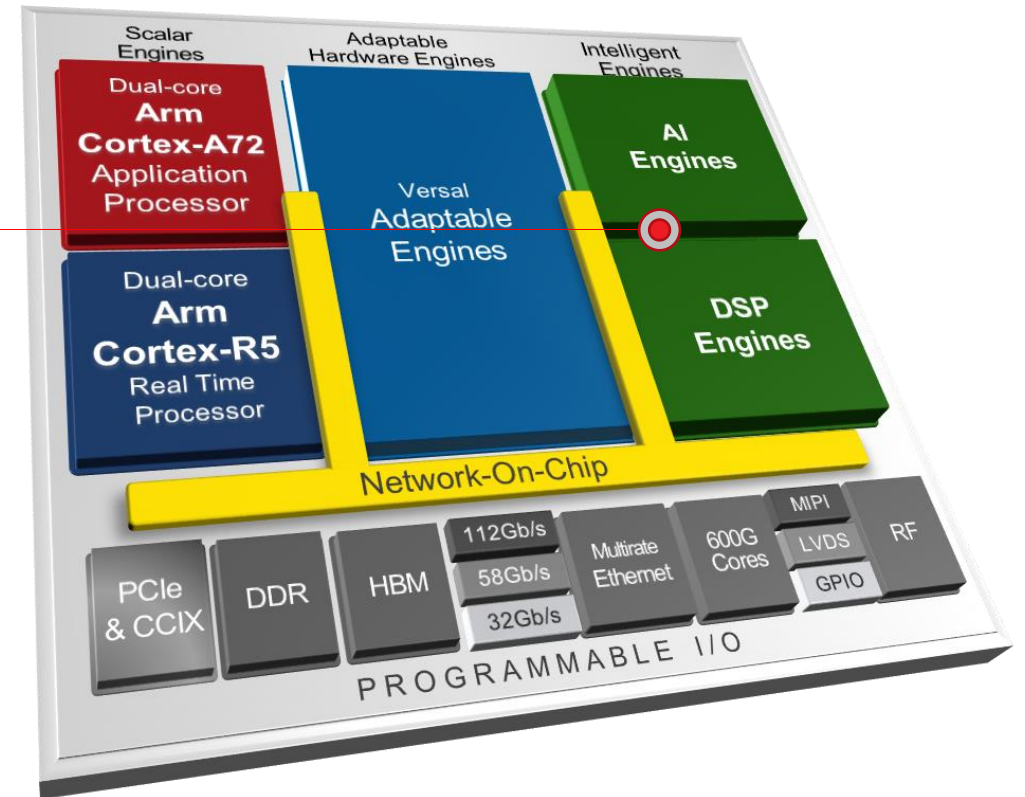 Scalar
Engines
Adaptable
Hardware Engines
Intelligent
Engines
Dual-core
Arm
Cortex-A72
Application
Processor
Dual-core
Arm
Cortex-R5
Real Time
Processor
Versal
Adaptable
Engines
AI
Engines
DSP
Engines
Network-On-Chip
PCIe
& CCIX
DDR
HBM
112Gb/s
58Gb/s
32Gb/s
Multirate
Ethernet
600G
Cores
MIPI
LVDS
GPIO
RF
PROGRAMMABLE I/O